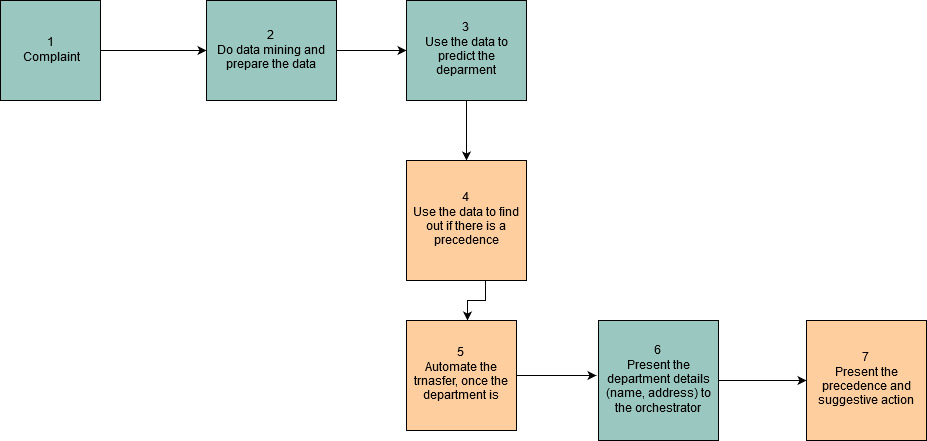 1
Complaint
2
Do data mining and
prepare the data
3
Use the data to
predict the
deparment
4
Use the data to find
out if there is a
precedence
5
Automate the
trnasfer, once the
department is
6
Present the
department details
(name, address) to
the orchestrator
7
Present the
precedence and
suggestive action